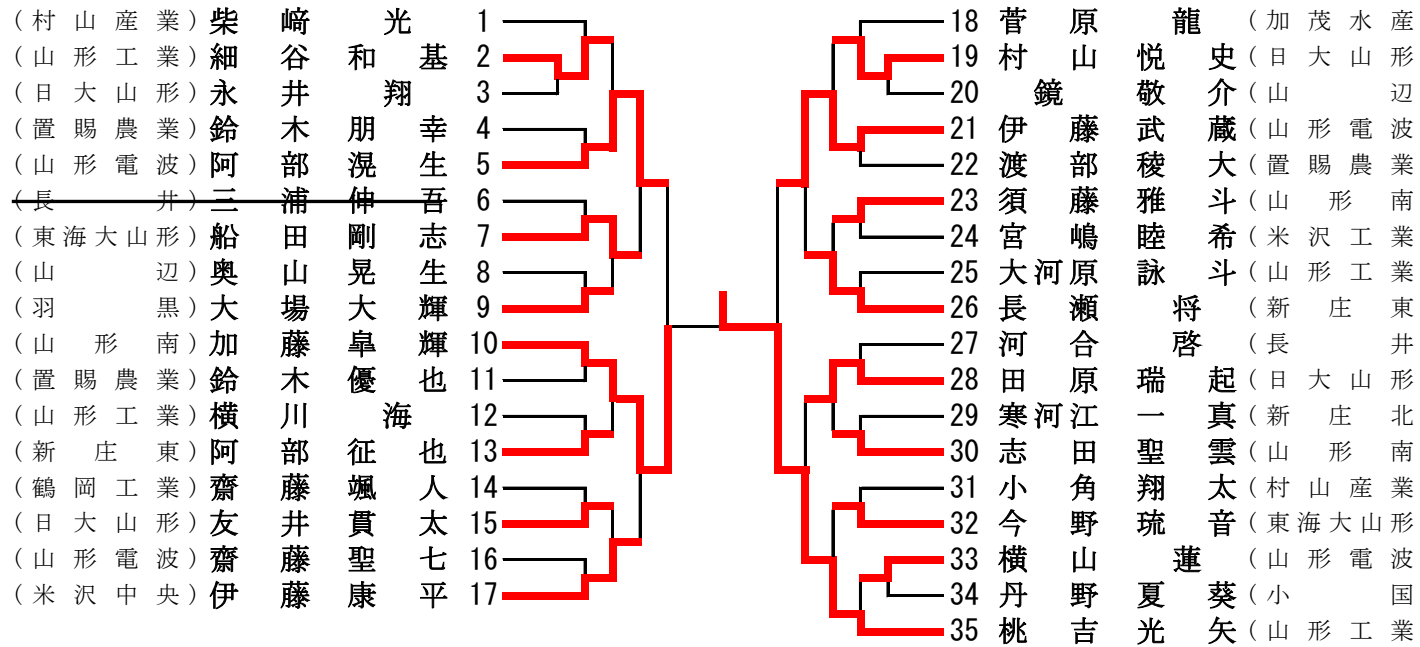 (村山産業) 柴﨑光 1
(山形工業) 細谷和基 2
(日大山形) 永井翔 3
(置賜農業) 鈴木朋幸 4
(山形電波) 阿部滉生 5
(長井) 三浦伸吾 6
(東海大山形) 船田剛志 7
(山辺) 奥山晃生 8
(羽黒) 大場大輝 9
(山形南) 加藤皐輝 10
(置賜農業) 鈴木優也 11
(山形工業) 横川海 12
(新庄東) 阿部征也 13
(鶴岡工業) 齋藤颯人 14
(日大山形) 友井貫太 15
(山形電波) 齋藤聖七 16
(米沢中央) 伊藤康平 17
18 菅原龍 (加茂水産
19 村山悦史 (日大山形
20 鏡敬介 (山辺
21 伊藤武蔵 (山形電波
22 渡部稜大 (置賜農業
23 須藤雅斗 (山形南
24 宮嶋睦希 (米沢工業
25 大河原詠斗 (山形工業
26 長瀬将 (新庄東
27 河合啓 (長井
28 田原瑞起 (日大山形
29 寒河江一真 (新庄北
30 志田聖雲 (山形南
31 小角翔太 (村山産業
32 今野琉音 (東海大山形
33 横山蓮 (山形電波
34 丹野夏葵 (小国
35 桃吉光矢 (山形工業